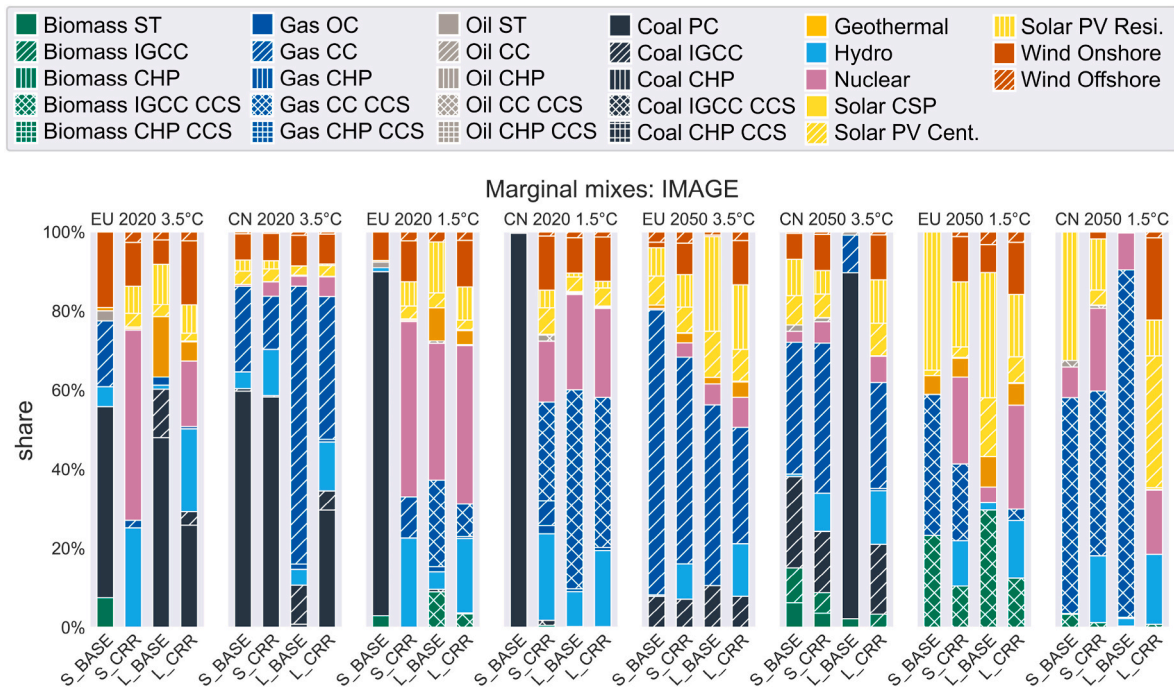 Biomass ST Gas OC Oil ST Coal PC Geothermal Solar PV Resi.
Biomass IGCC Gas CC Oil CC Coal IGCC Hydro Wind Onshore
Biomass CHP Gas CHP Oil CHP Coal CHP Nuclear Wind Offshore
Biomass IGCC CCS Gas CC CCS Oil CC CCS Coal IGCC CCS Solar CSP
Biomass CHP CCS Gas CHP CCS Oil CHP CCS Coal CHP CCS Solar PV Cent.
Marginal mixes: IMAGE
EU 2020 3.5°C CN 2020 3.5°C EU 2020 1.5°C CN 2020 1.5°C EU 2050 3.5°C CN 2050 3.5°C EU 2050 1.5°C CN 2050 1.5°C
100%
80%
60%
40%
20%
0%
share
S_BASE S_CRR L_BASE L_CRR S_BASE S_CRR L_BASE L_CRR S_BASE S_CRR L_BASE L_CRR S_BASE S_CRR L_BASE L_CRR S_BASE S_CRR L_BASE L_CRR S_BASE S_CRR L_BASE L_CRR S_BASE S_CRR L_BASE L_CRR S_BASE S_CRR L_BASE L_CRR